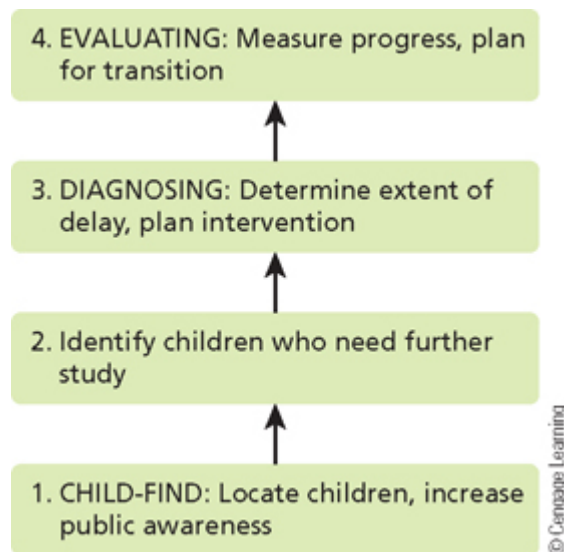 4. EVALUATING: Measure progress, plan
for transition
3. DIAGNOSING: Determine extent of
delay, plan intervention
2. Identify children who need further
study
1. CHILD-FIND: Locate children, increase
public awareness
© Cengage Learning